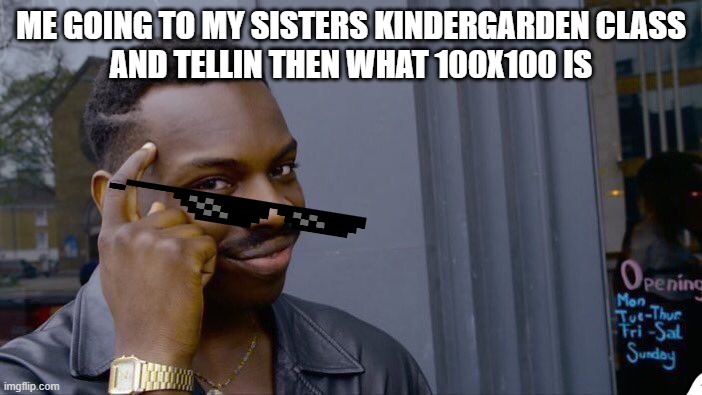 ME GOING TO MY SISTERS KINDERGARDEN CLASS
AND TELLIN THEN WHAT 100X100 IS
Opening
Mon
Tue-Thur
Fri-Sat
Sunday
imgflip.com